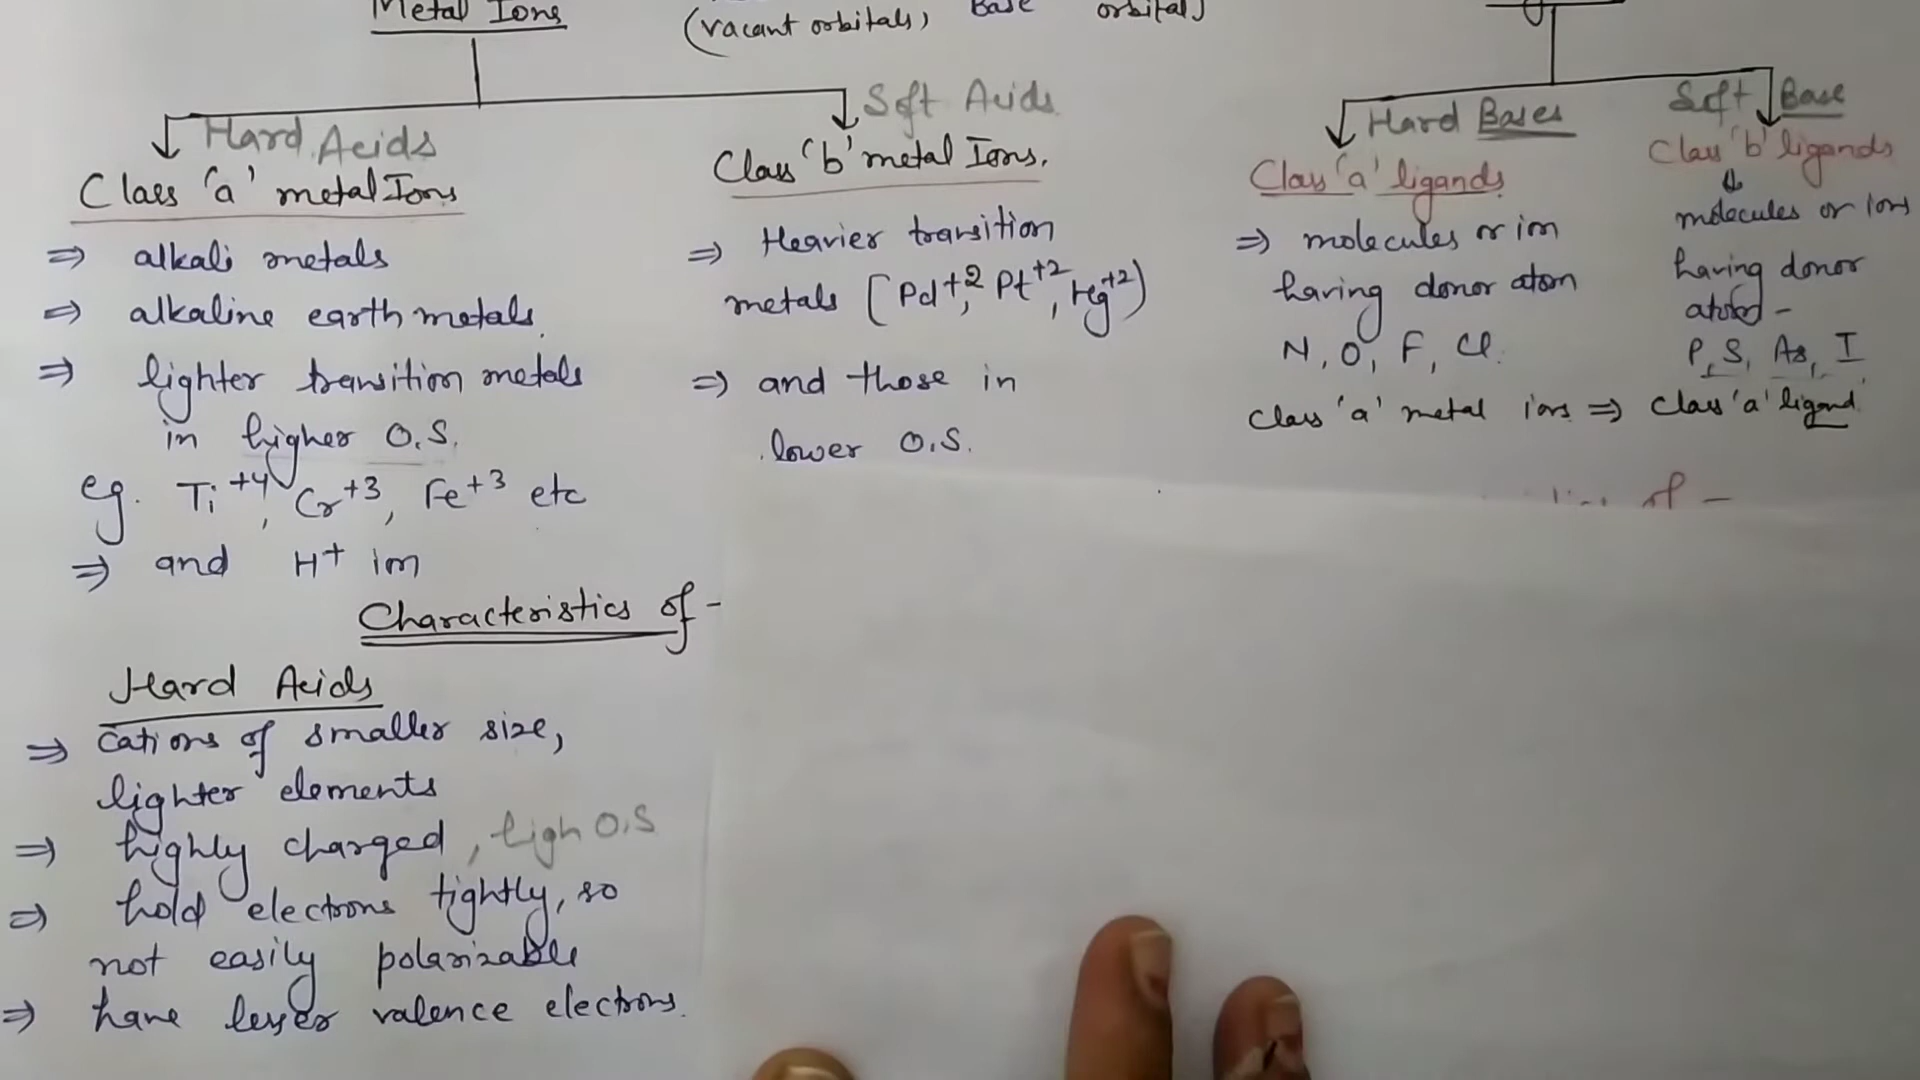 Metal Ions
(vacant orbitals) Base orbitals
Hard Acids
Class 'a' metal Ions
⇒ alkali metals
⇒ alkaline earth metals.
⇒ lighter transition metals
in higher O.S.
eg. Ti+4, Cr+3, Fe+3 etc
⇒ and H+ ion
Soft Acids
Class 'b' metal Ions.
⇒ Heavier transition
metals [Pd+2, Pt+2, Hg+2)
⇒ and those in
lower O.S.
Hard Bases
Class 'a' ligands
⇒ molecules or ion
having donor atom
N, O, F, Cl.
Soft Base
Class 'b' ligands
molecules or ions
having donor
P, S, As, I
Class 'a' metal ions ⇒ Class 'a' ligand
of -
Characteristics of -
Hard Acids
⇒ cations of smaller size,
lighter elements
⇒ highly charged, high O.S
⇒ hold electrons tightly, so
not easily polarizable
⇒ have lesser valence electrons.